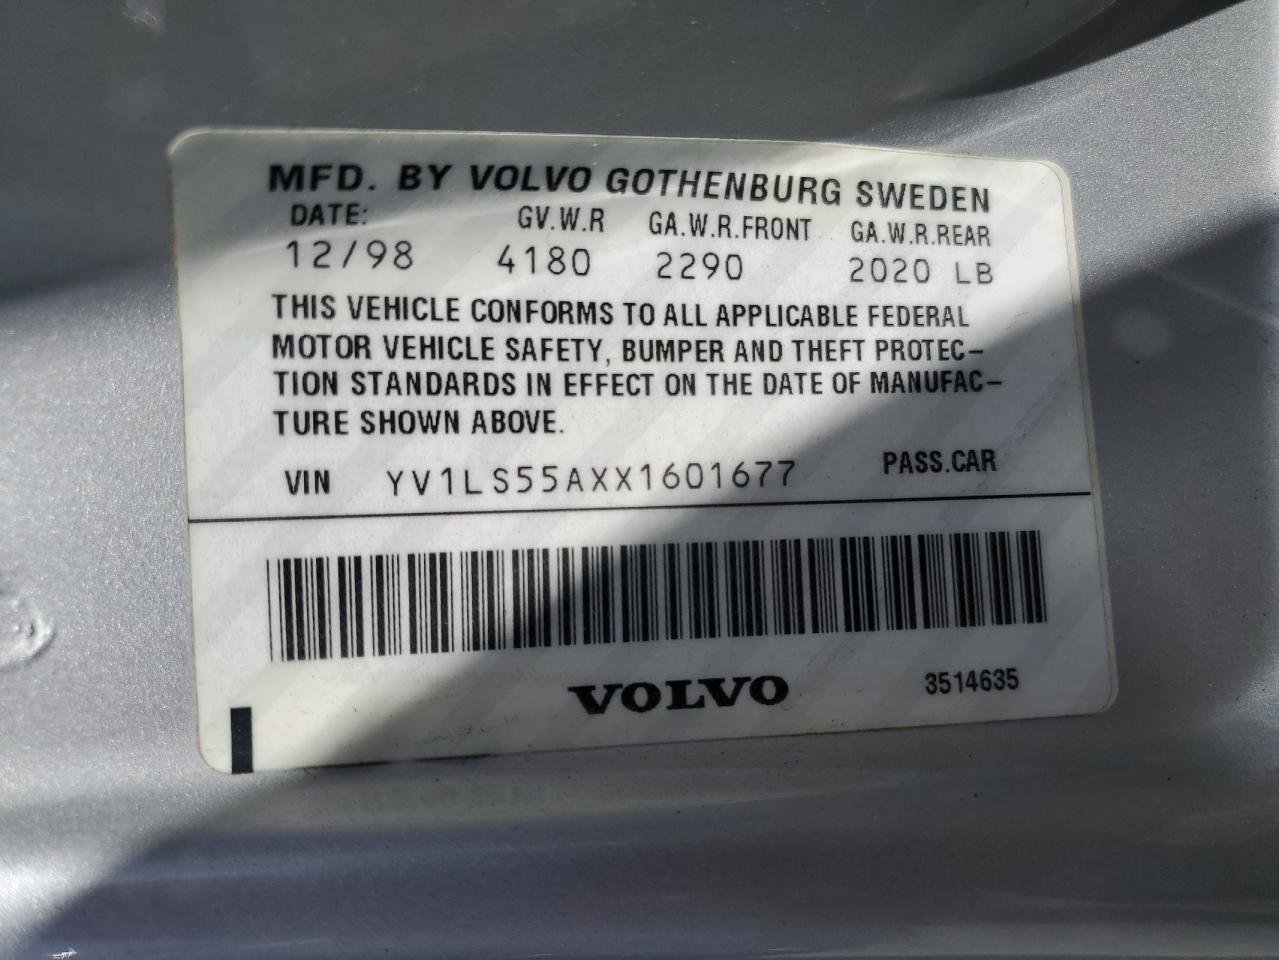 MFD. BY VOLVO GOTHENBURG SWEDEN
DATE: GV.W.R GA.W.R.FRONT GA.W.R.REAR
12/98 4180 2290 2020 LB
THIS VEHICLE CONFORMS TO ALL APPLICABLE FEDERAL
MOTOR VEHICLE SAFETY, BUMPER AND THEFT PROTEC-
TION STANDARDS IN EFFECT ON THE DATE OF MANUFAC-
TURE SHOWN ABOVE.
VIN YV1LS55AXX1601677 PASS.CAR
VOLVO 3514635